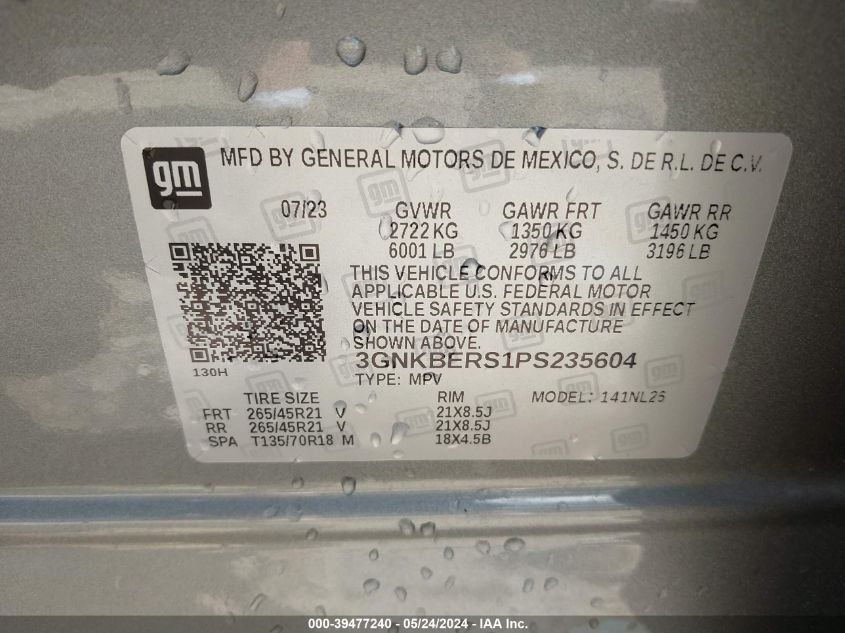 gm MFD BY GENERAL MOTORS DE MEXICO, S. DE R.L. DE C.V.
07/23 GVWR GAWR FRT GAWR RR
2722 KG 1350 KG 1450 KG
6001 LB 2976 LB 3196 LB
THIS VEHICLE CONFORMS TO ALL
APPLICABLE U.S. FEDERAL MOTOR
VEHICLE SAFETY STANDARDS IN EFFECT
ON THE DATE OF MANUFACTURE
SHOWN ABOVE.
3GNKBERS1PS235604
130H
TYPE: MPV
TIRE SIZE RIM MODEL: 141NL26
FRT 265/45R21 V 21X8.5J
RR 265/45R21 V 21X8.5J
SPA T135/70R18 M 18X4.5B
000-39477240 - 05/24/2024 - IAA Inc.